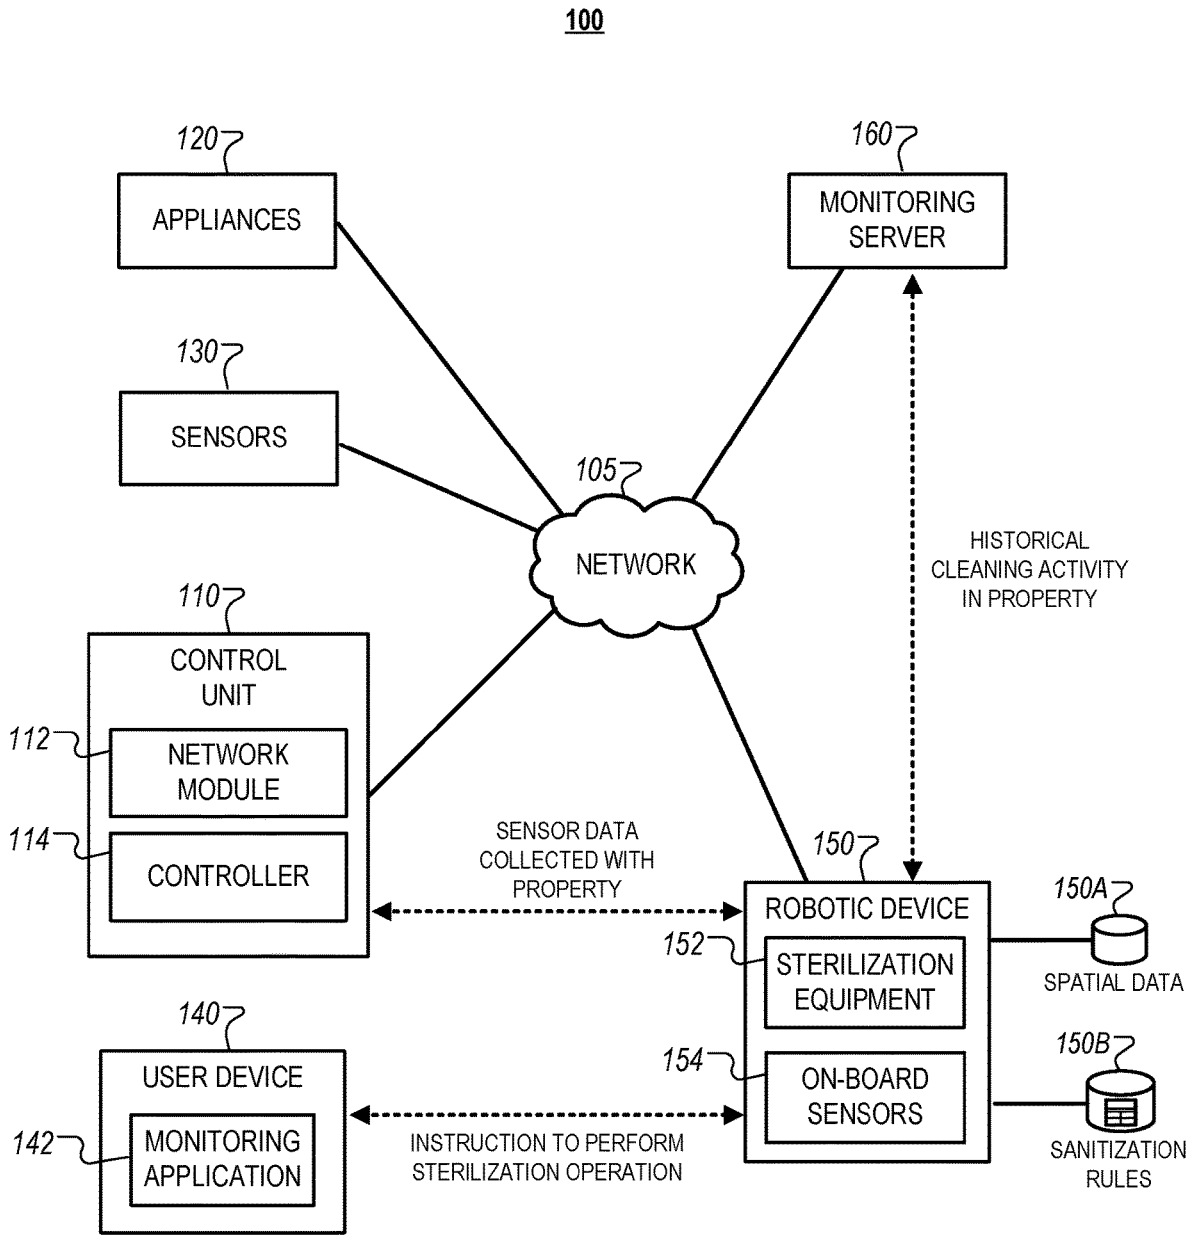 100
120
APPLIANCES
160
MONITORING
SERVER
130
SENSORS
105
NETWORK
HISTORICAL
CLEANING ACTIVITY
IN PROPERTY
110
CONTROL
UNIT
112
NETWORK
MODULE
114
CONTROLLER
SENSOR DATA
COLLECTED WITH
PROPERTY
150
ROBOTIC DEVICE
152
STERILIZATION
EQUIPMENT
154
ON-BOARD
SENSORS
150A
SPATIAL DATA
150B
SANITIZATION
RULES
140
USER DEVICE
142
MONITORING
APPLICATION
INSTRUCTION TO PERFORM
STERILIZATION OPERATION